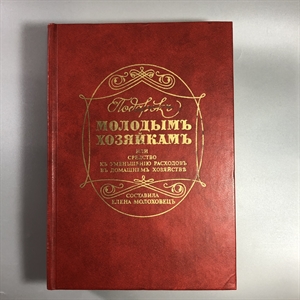 Подарокъ
МОЛОДЫМЪ
ХОЗЯЙКАМЪ
ИЛИ
СРЕДСТВО
КЪ УМЕНЬШЕНІЮ РАСХОДОВЪ
ВЪ ДОМАШНЕМЪ ХОЗЯЙСТВѢ
СОСТАВИЛА
ЕЛЕНА МОЛОХОВЕЦЪ